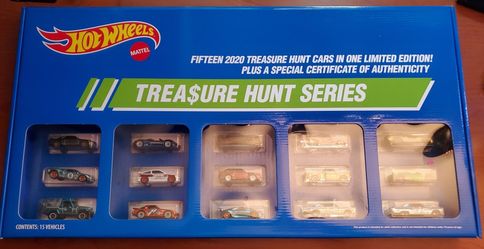 HOT WHEELS
MATTEL
FIFTEEN 2020 TREASURE HUNT CARS IN ONE LIMITED EDITION!
PLUS A SPECIAL CERTIFICATE OF AUTHENTICITY
TREA$URE HUNT SERIES
CONTENTS: 15 VEHICLES